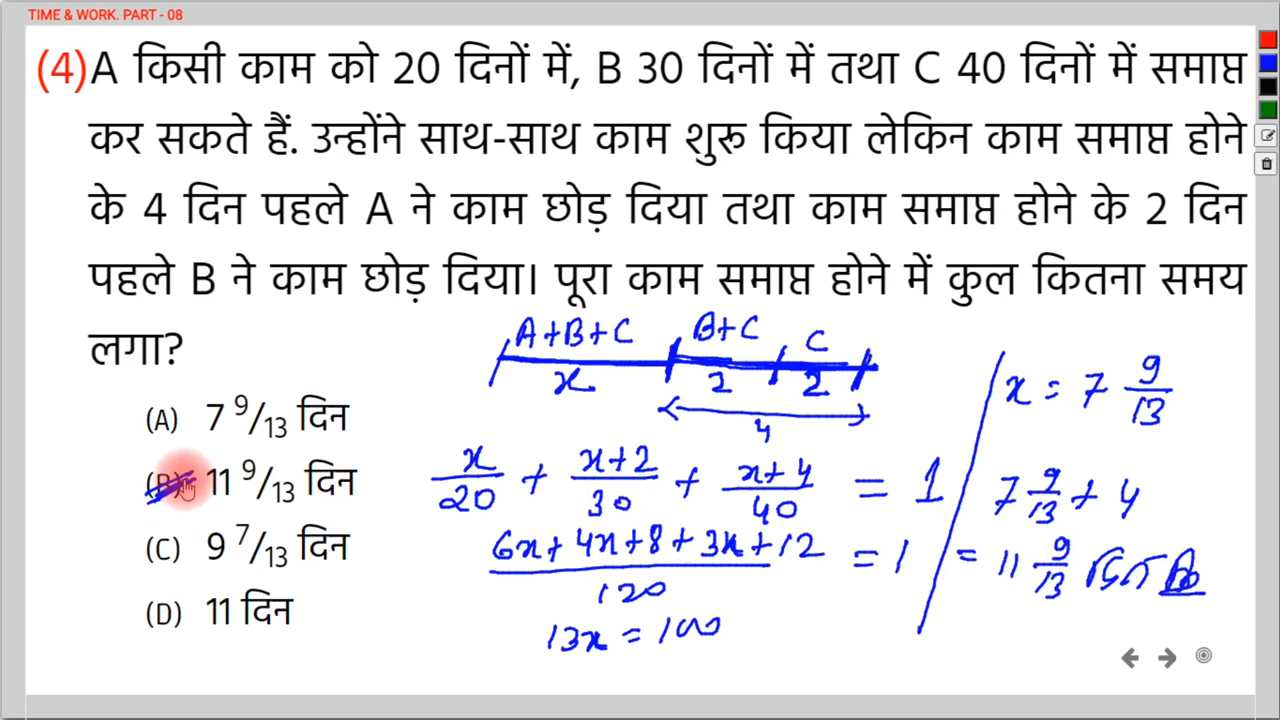 TIME & WORK. PART - 08
(4) A किसी काम को 20 दिनों में, B 30 दिनों में तथा C 40 दिनों में समाप्त
कर सकते हैं. उन्होंने साथ-साथ काम शुरू किया लेकिन काम समाप्त होने
के 4 दिन पहले A ने काम छोड़ दिया तथा काम समाप्त होने के 2 दिन
पहले B ने काम छोड़ दिया। पूरा काम समाप्त होने में कुल कितना समय
लगा?
(A) 7 9/13 दिन
(B) 11 9/13 दिन
(C) 9 7/13 दिन
(D) 11 दिन
A+B+C B+C C
x 2 2
4
x/20 + x+2/30 + x+4/40 = 1
6x+4x+8+3x+12/120 = 1
13x = 100
x = 7 9/13
7 9/13 + 4
= 11 9/13 दिन